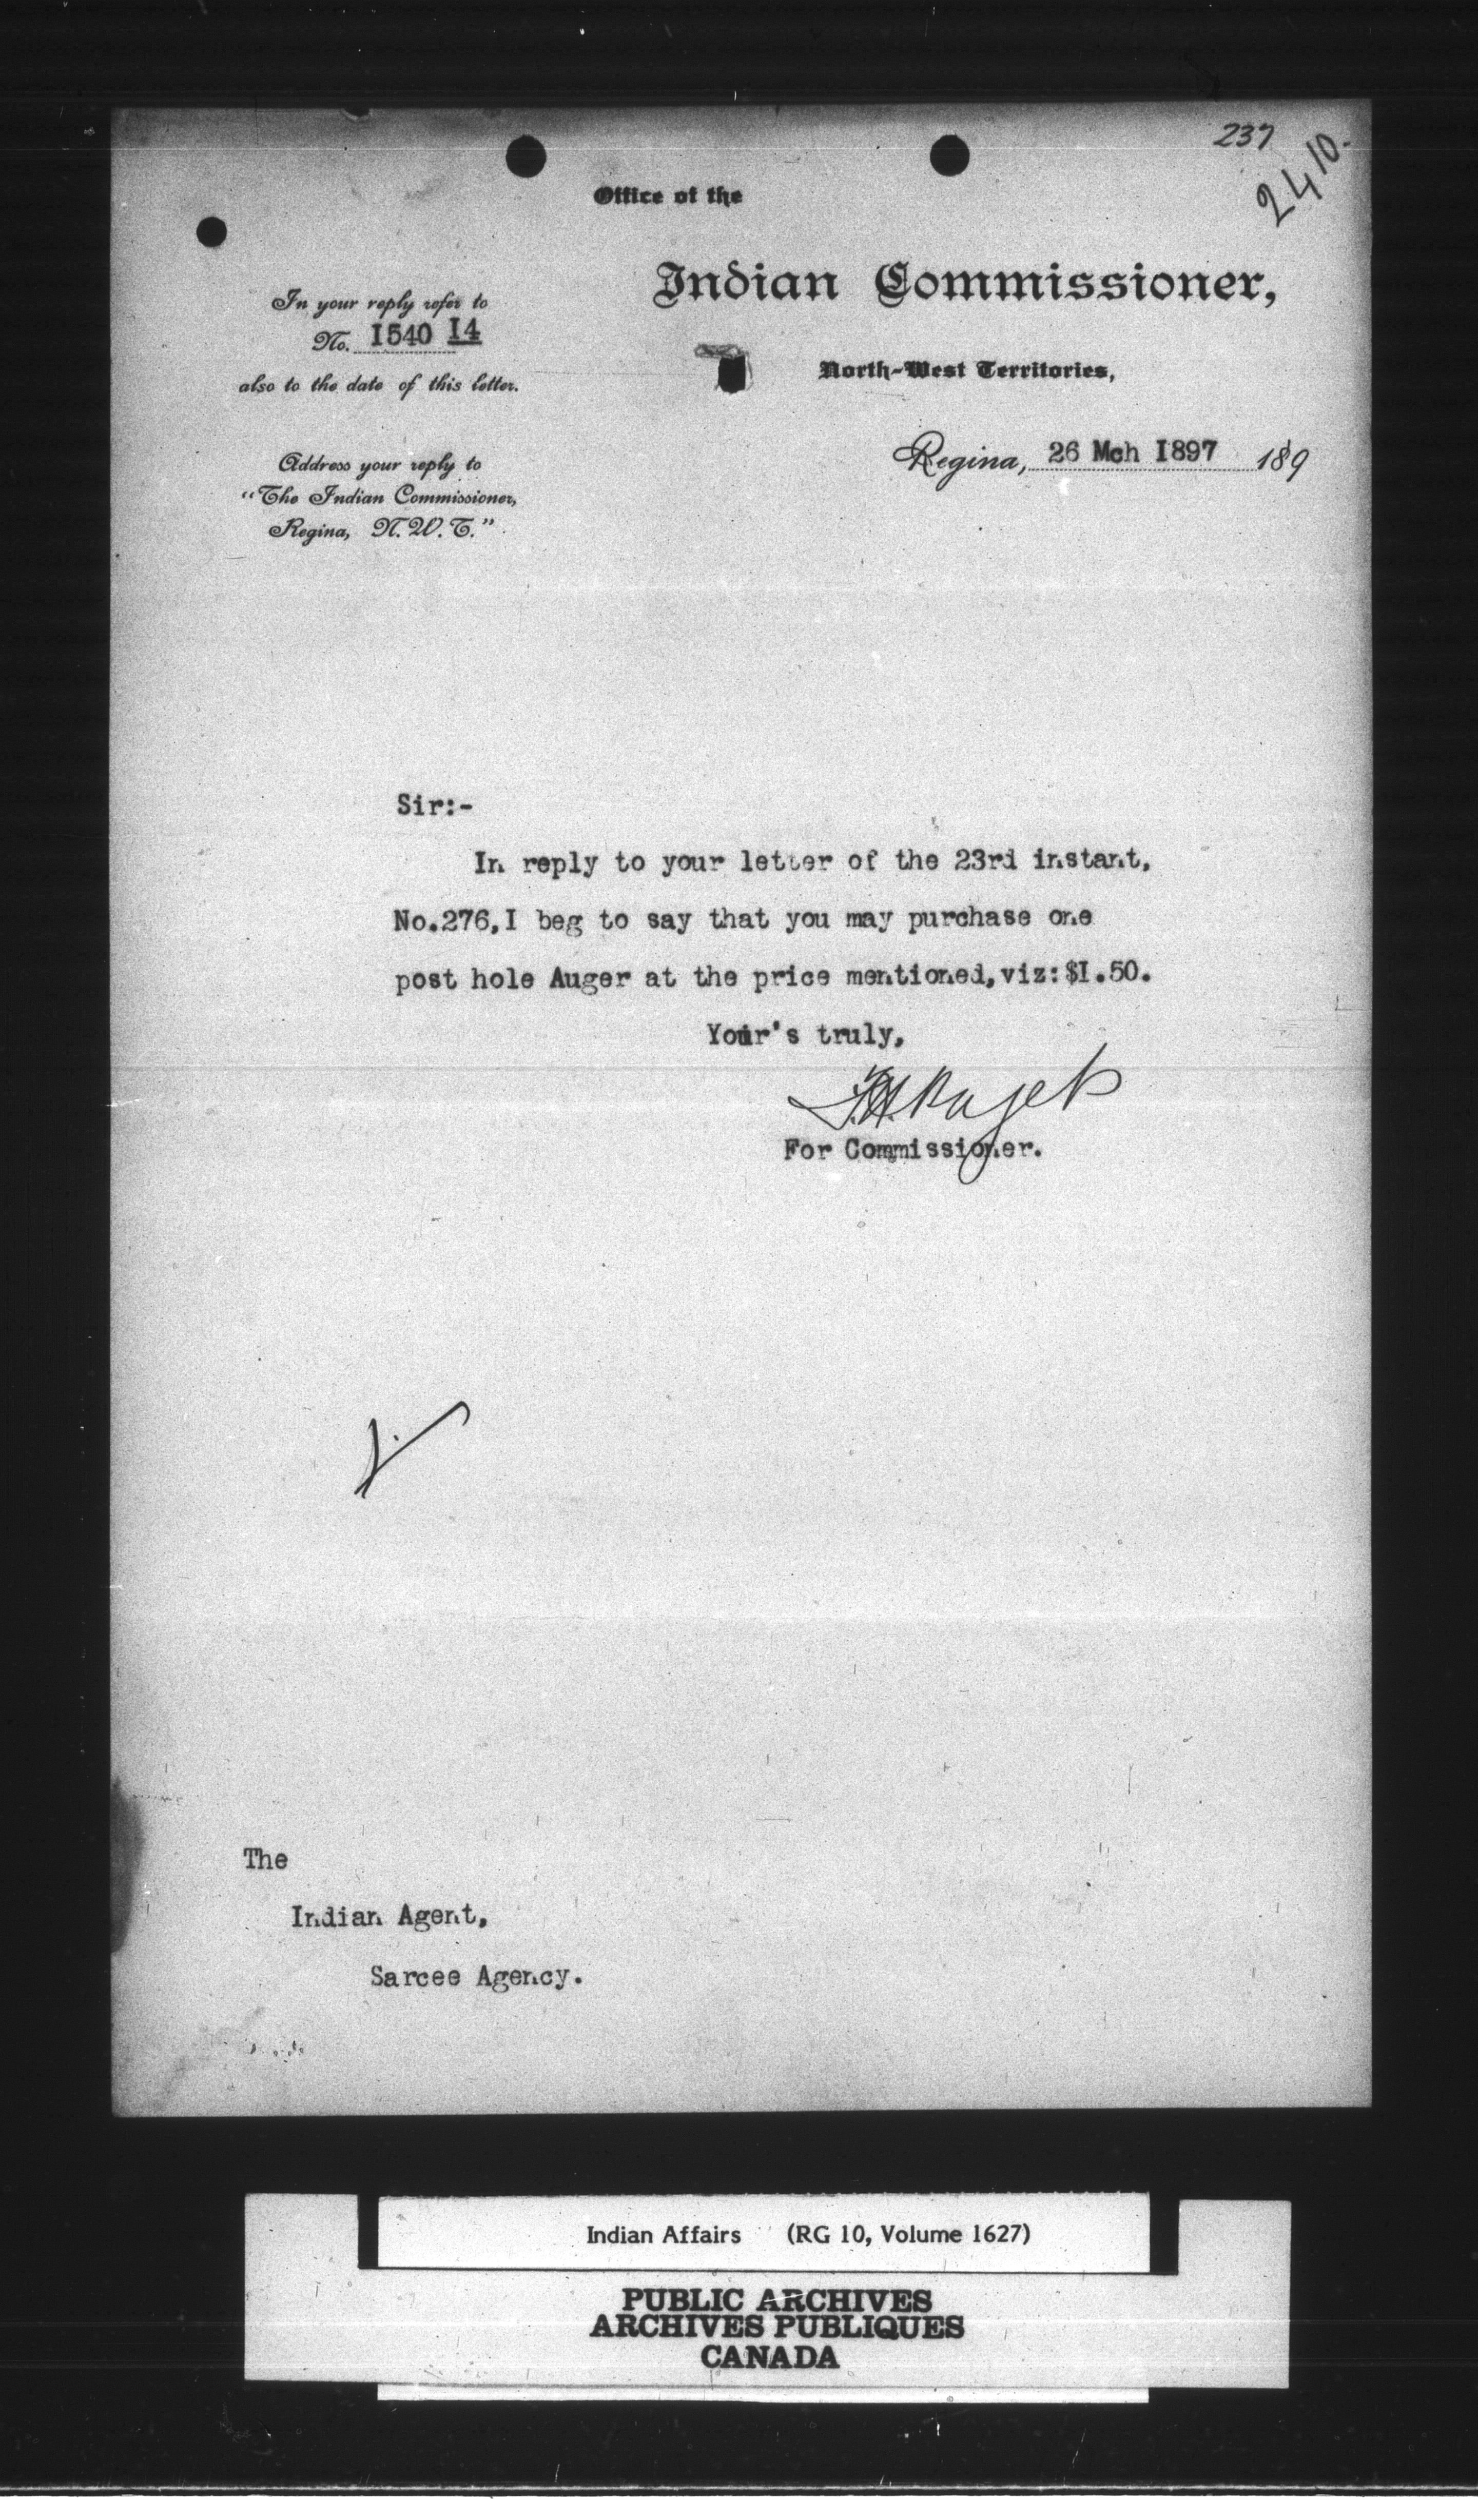 237
2410.
Office of the
Indian Commissioner,
North-West Territories,
In your reply refer to
No. 1540 14
also to the date of this letter.
Regina, 26 Mch 1897 189
Address your reply to
“The Indian Commissioner,
Regina, N.W.T.”
Sir:-
In reply to your letter of the 23rd instant,
No.276,I beg to say that you may purchase one
post hole Auger at the price mentioned,viz:$1.50.
Your's truly,
F.H. Paget
For Commissioner.
The
Indian Agent,
Sarcee Agency.
Indian Affairs (RG 10, Volume 1627)
PUBLIC ARCHIVES
ARCHIVES PUBLIQUES
CANADA